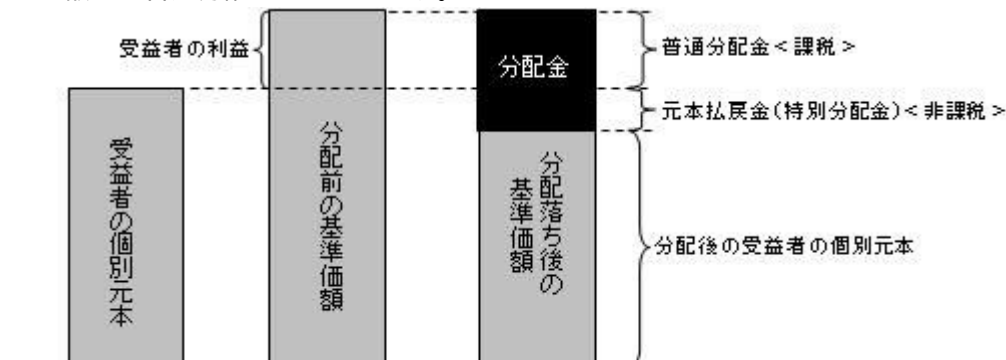 受益者の利益
分配金
普通分配金＜課税＞
元本払戻金(特別分配金)＜非課税＞
受益者の個別元本
分配前の基準価額
分配落ち後の
基準価額
分配後の受益者の個別元本